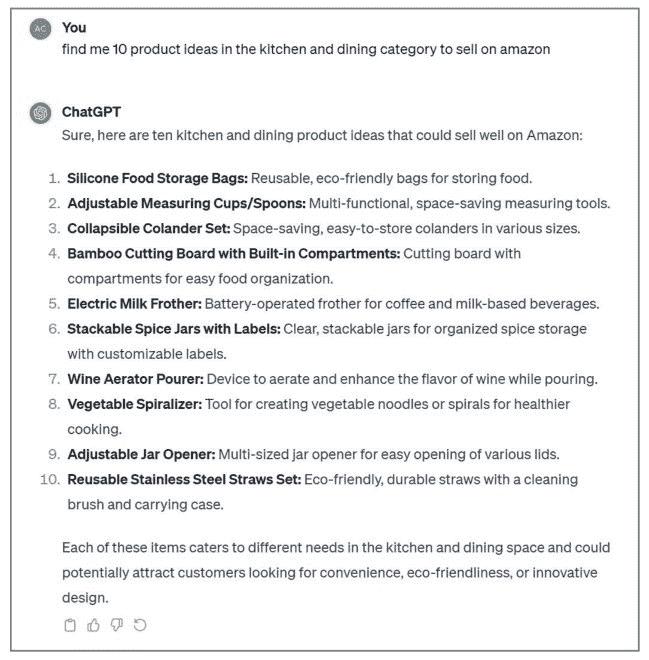 AC You
find me 10 product ideas in the kitchen and dining category to sell on amazon
ChatGPT
Sure, here are ten kitchen and dining product ideas that could sell well on Amazon:
1. Silicone Food Storage Bags: Reusable, eco-friendly bags for storing food.
2. Adjustable Measuring Cups/Spoons: Multi-functional, space-saving measuring tools.
3. Collapsible Colander Set: Space-saving, easy-to-store colanders in various sizes.
4. Bamboo Cutting Board with Built-in Compartments: Cutting board with
compartments for easy food organization.
5. Electric Milk Frother: Battery-operated frother for coffee and milk-based beverages.
6. Stackable Spice Jars with Labels: Clear, stackable jars for organized spice storage
with customizable labels.
7. Wine Aerator Pourer: Device to aerate and enhance the flavor of wine while pouring.
8. Vegetable Spiralizer: Tool for creating vegetable noodles or spirals for healthier
cooking.
9. Adjustable Jar Opener: Multi-sized jar opener for easy opening of various lids.
10. Reusable Stainless Steel Straws Set: Eco-friendly, durable straws with a cleaning
brush and carrying case.
Each of these items caters to different needs in the kitchen and dining space and could
potentially attract customers looking for convenience, eco-friendliness, or innovative
design.